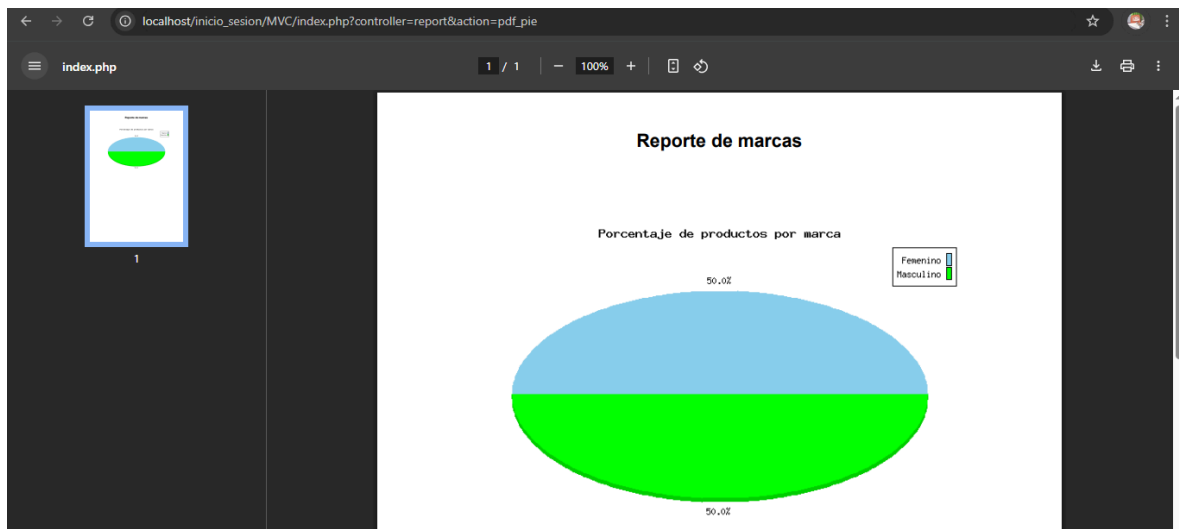 localhost/inicio_sesion/MVC/index.php?controller=report&action=pdf_pie
index.php
1 / 1
100%
1
Reporte de marcas
Porcentaje de productos por marca
Femenino
Masculino
50.0%
50.0%